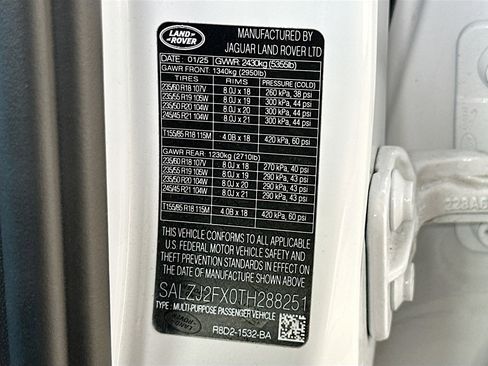 LAND
ROVER
MANUFACTURED BY
JAGUAR LAND ROVER LTD
DATE : 01/25 GVWR: 2430kg (5355lb)
GAWR FRONT: 1340kg (2950lb)
TIRES RIMS PRESSURE (COLD)
235/60 R18 107V 8.0J x 18 260 kPa, 38 psi
235/55 R19 105W 8.0J x 19 300 kPa, 44 psi
235/50 R20 104W 8.0J x 20 300 kPa, 44 psi
245/45 R21 104W 8.0J x 21 300 kPa, 44 psi
T155/85 R18 115M 4.0B x 18 420 kPa, 60 psi
GAWR REAR: 1230kg (2710lb)
235/60 R18 107V 8.0J x 18 270 kPa, 40 psi
235/55 R19 105W 8.0J x 19 290 kPa, 43 psi
235/50 R20 104W 8.0J x 20 290 kPa, 43 psi
245/45 R21 104W 8.0J x 21 290 kPa, 43 psi
T155/85 R18 115M 4.0B x 18 420 kPa, 60 psi
THIS VEHICLE CONFORMS TO ALL APPLICABLE
U.S. FEDERAL MOTOR VEHICLE SAFETY AND
THEFT PREVENTION STANDARDS IN EFFECT ON
THE DATE OF MANUFACTURE SHOWN ABOVE.
SALZJ2FX0TH288251
TYPE : MULTI-PURPOSE PASSENGER VEHICLE
R8D2-1532-BA